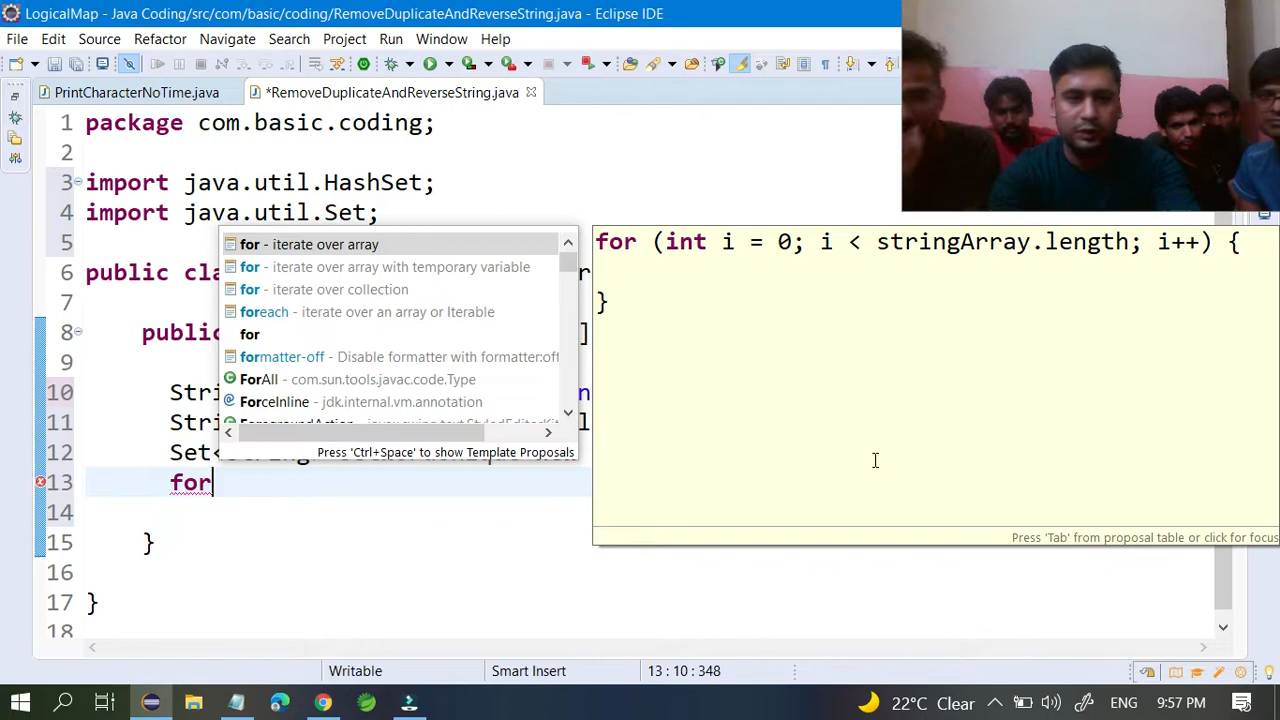 LogicalMap - Java Coding/src/com/basic/coding/RemoveDuplicateAndReverseString.java - Eclipse IDE
File Edit Source Refactor Navigate Search Project Run Window Help
PrintCharacterNoTime.java
*RemoveDuplicateAndReverseString.java
1 package com.basic.coding;
2
3 import java.util.HashSet;
4 import java.util.Set;
5
6 public cla
7
8 public
9
10 Stri
11 Stri
12 Set<
13 for
14
15 }
16
17 }
18
for - iterate over array
for - iterate over array with temporary variable
for - iterate over collection
foreach - iterate over an array or Iterable
for
formatter-off - Disable formatter with formatter:off
ForAll - com.sun.tools.javac.code.Type
ForceInline - jdk.internal.vm.annotation
Press 'Ctrl+Space' to show Template Proposals
for (int i = 0; i < stringArray.length; i++) {
}
Press 'Tab' from proposal table or click for focus
Writable Smart Insert 13 : 10 : 348
22°C Clear ENG 9:57 PM